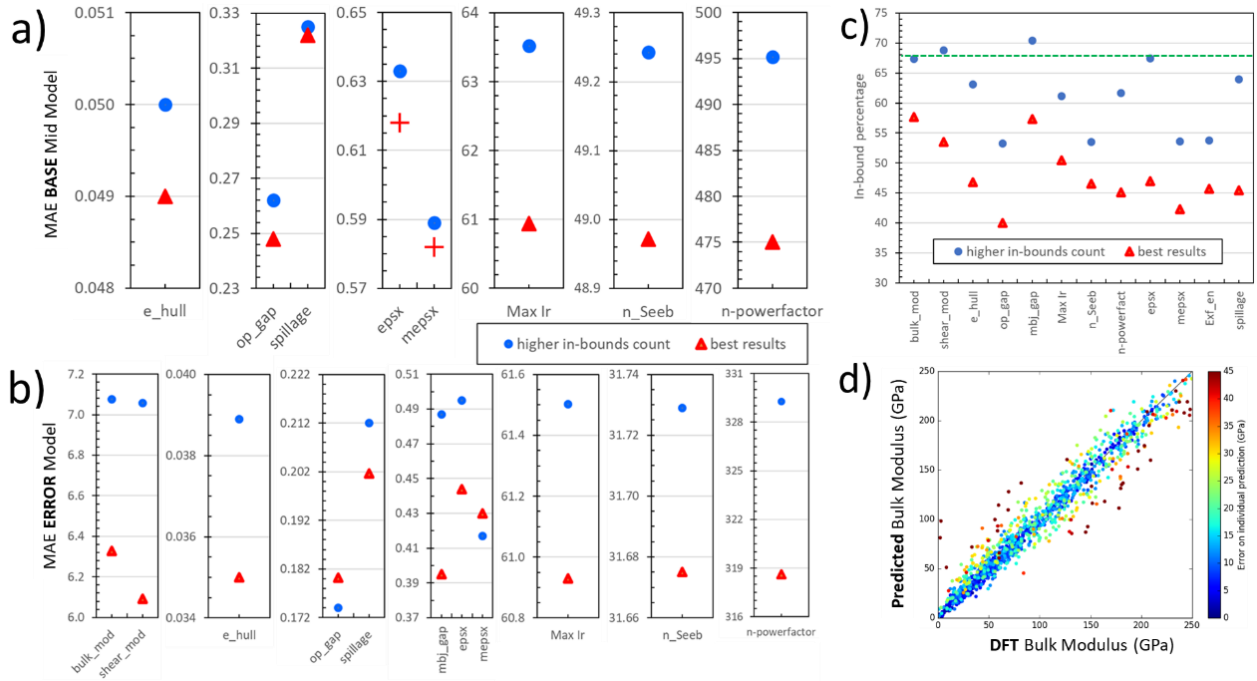 a)
MAE BASE Mid Model
0.051
0.050
0.049
0.048
e_hull
0.33
0.31
0.29
0.27
0.25
0.23
op_gap
spillage
0.65
0.63
0.61
0.59
0.57
epsx
mepsx
65
64
63
62
61
60
Max Ir
49.3
49.2
49.1
49.0
48.9
n_Seeb
500
495
490
485
480
475
470
n-powerfactor
higher in-bounds count
best results
b)
MAE ERROR Model
7.2
7.0
6.8
6.6
6.4
6.2
6.0
bulk_mod
shear_mod
0.040
0.038
0.036
0.034
e_hull
0.222
0.212
0.202
0.192
0.182
0.172
op_gap
spillage
0.51
0.49
0.47
0.45
0.43
0.41
0.39
0.37
mbj_gap
epsx
mepsx
61.6
61.4
61.2
61.0
60.8
Max Ir
31.74
31.72
31.70
31.68
31.66
n_Seeb
331
328
325
322
319
316
n-powerfactor
c)
In-bound percentage
80
75
70
65
60
55
50
45
40
35
30
higher in-bounds count
best results
bulk_mod
shear_mod
e_hull
op_gap
mbj_gap
Max Ir
n_Seeb
n-powerfact
epsx
mepsx
Exf_en
spillage
d)
Predicted Bulk Modulus (GPa)
250
200
150
100
50
0
0
50
100
150
200
250
DFT Bulk Modulus (GPa)
45
40
35
30
25
20
15
10
5
0
Error on individual prediction (GPa)